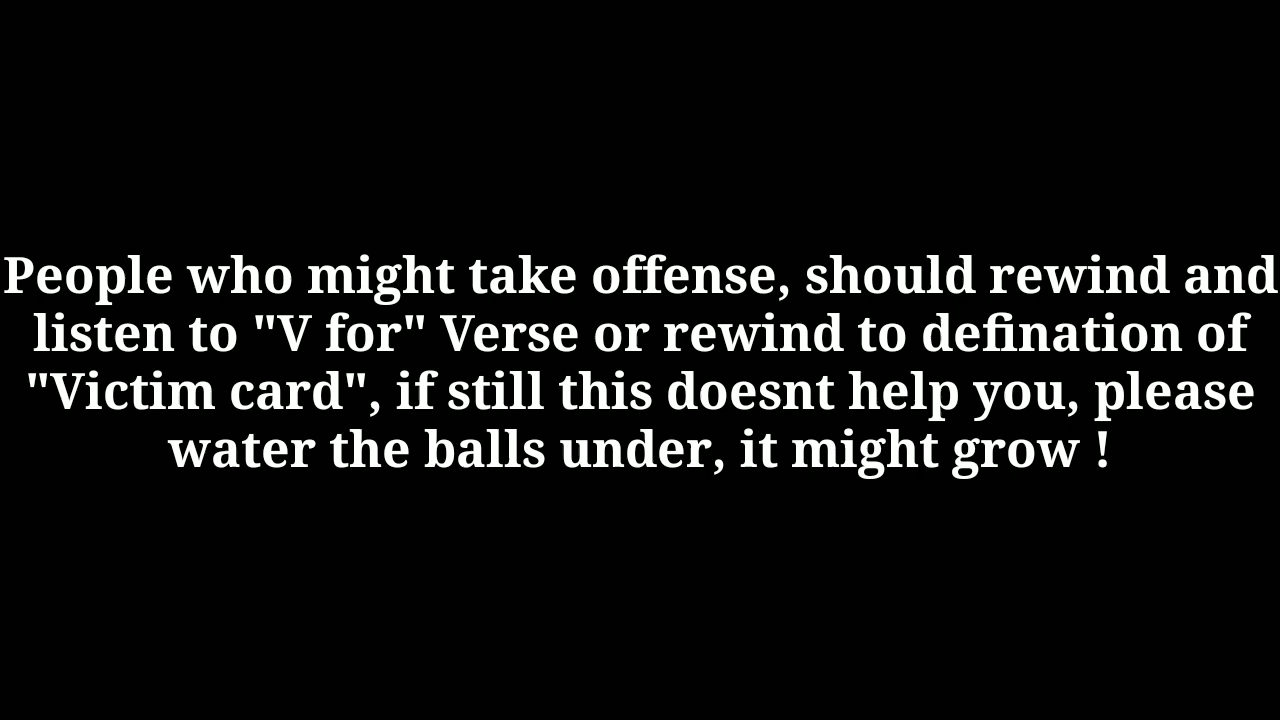 People who might take offense, should rewind and
listen to "V for" Verse or rewind to defination of
"Victim card", if still this doesnt help you, please
water the balls under, it might grow !